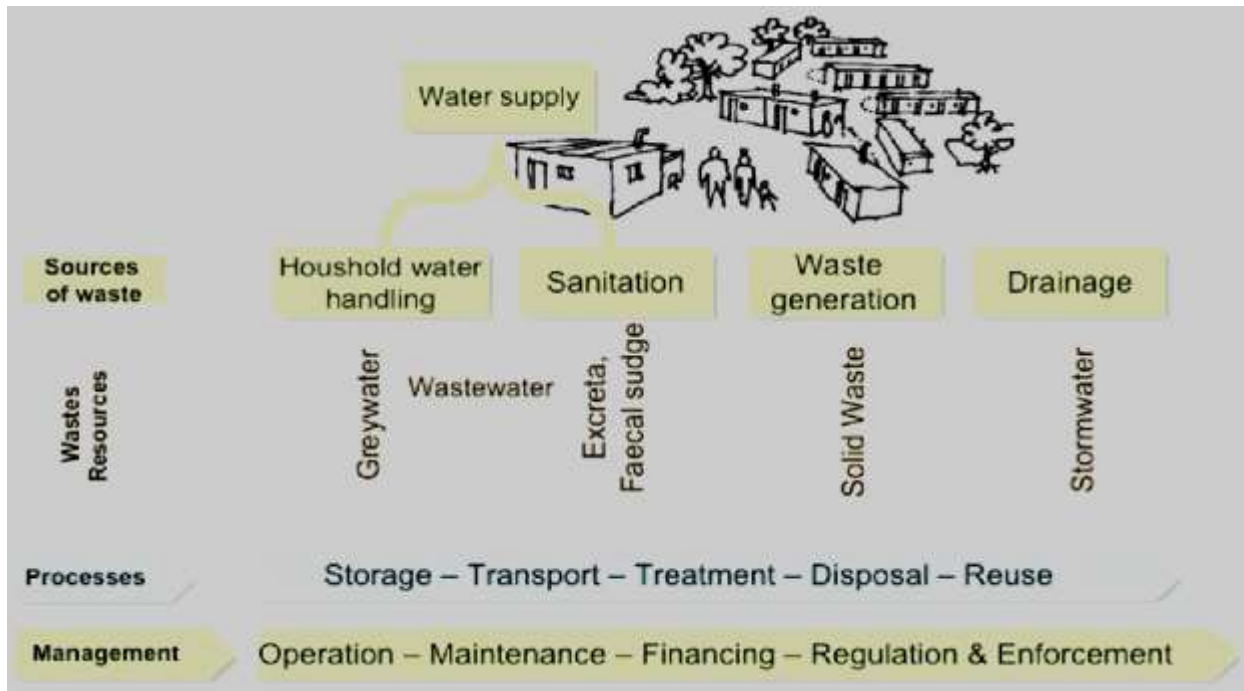 Water supply
Sources
of waste
Houshold water
handling
Sanitation
Waste
generation
Drainage
Wastes
Resources
Greywater
Wastewater
Excreta,
Faecal sudge
Solid Waste
Stormwater
Processes
Storage – Transport – Treatment – Disposal – Reuse
Management
Operation – Maintenance – Financing – Regulation & Enforcement